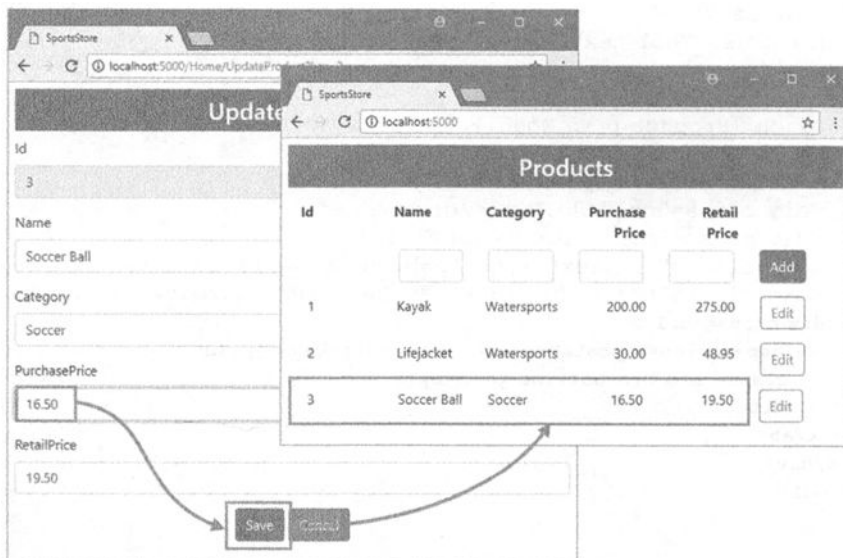 SportsStore
localhost:5000/Home/UpdateProduct
Update
Id
3
Name
Soccer Ball
Category
Soccer
PurchasePrice
16.50
RetailPrice
19.50
Save Cancel
SportsStore
localhost:5000
Products
Id Name Category Purchase Price Retail Price
Add
1 Kayak Watersports 200.00 275.00 Edit
2 Lifejacket Watersports 30.00 48.95 Edit
3 Soccer Ball Soccer 16.50 19.50 Edit